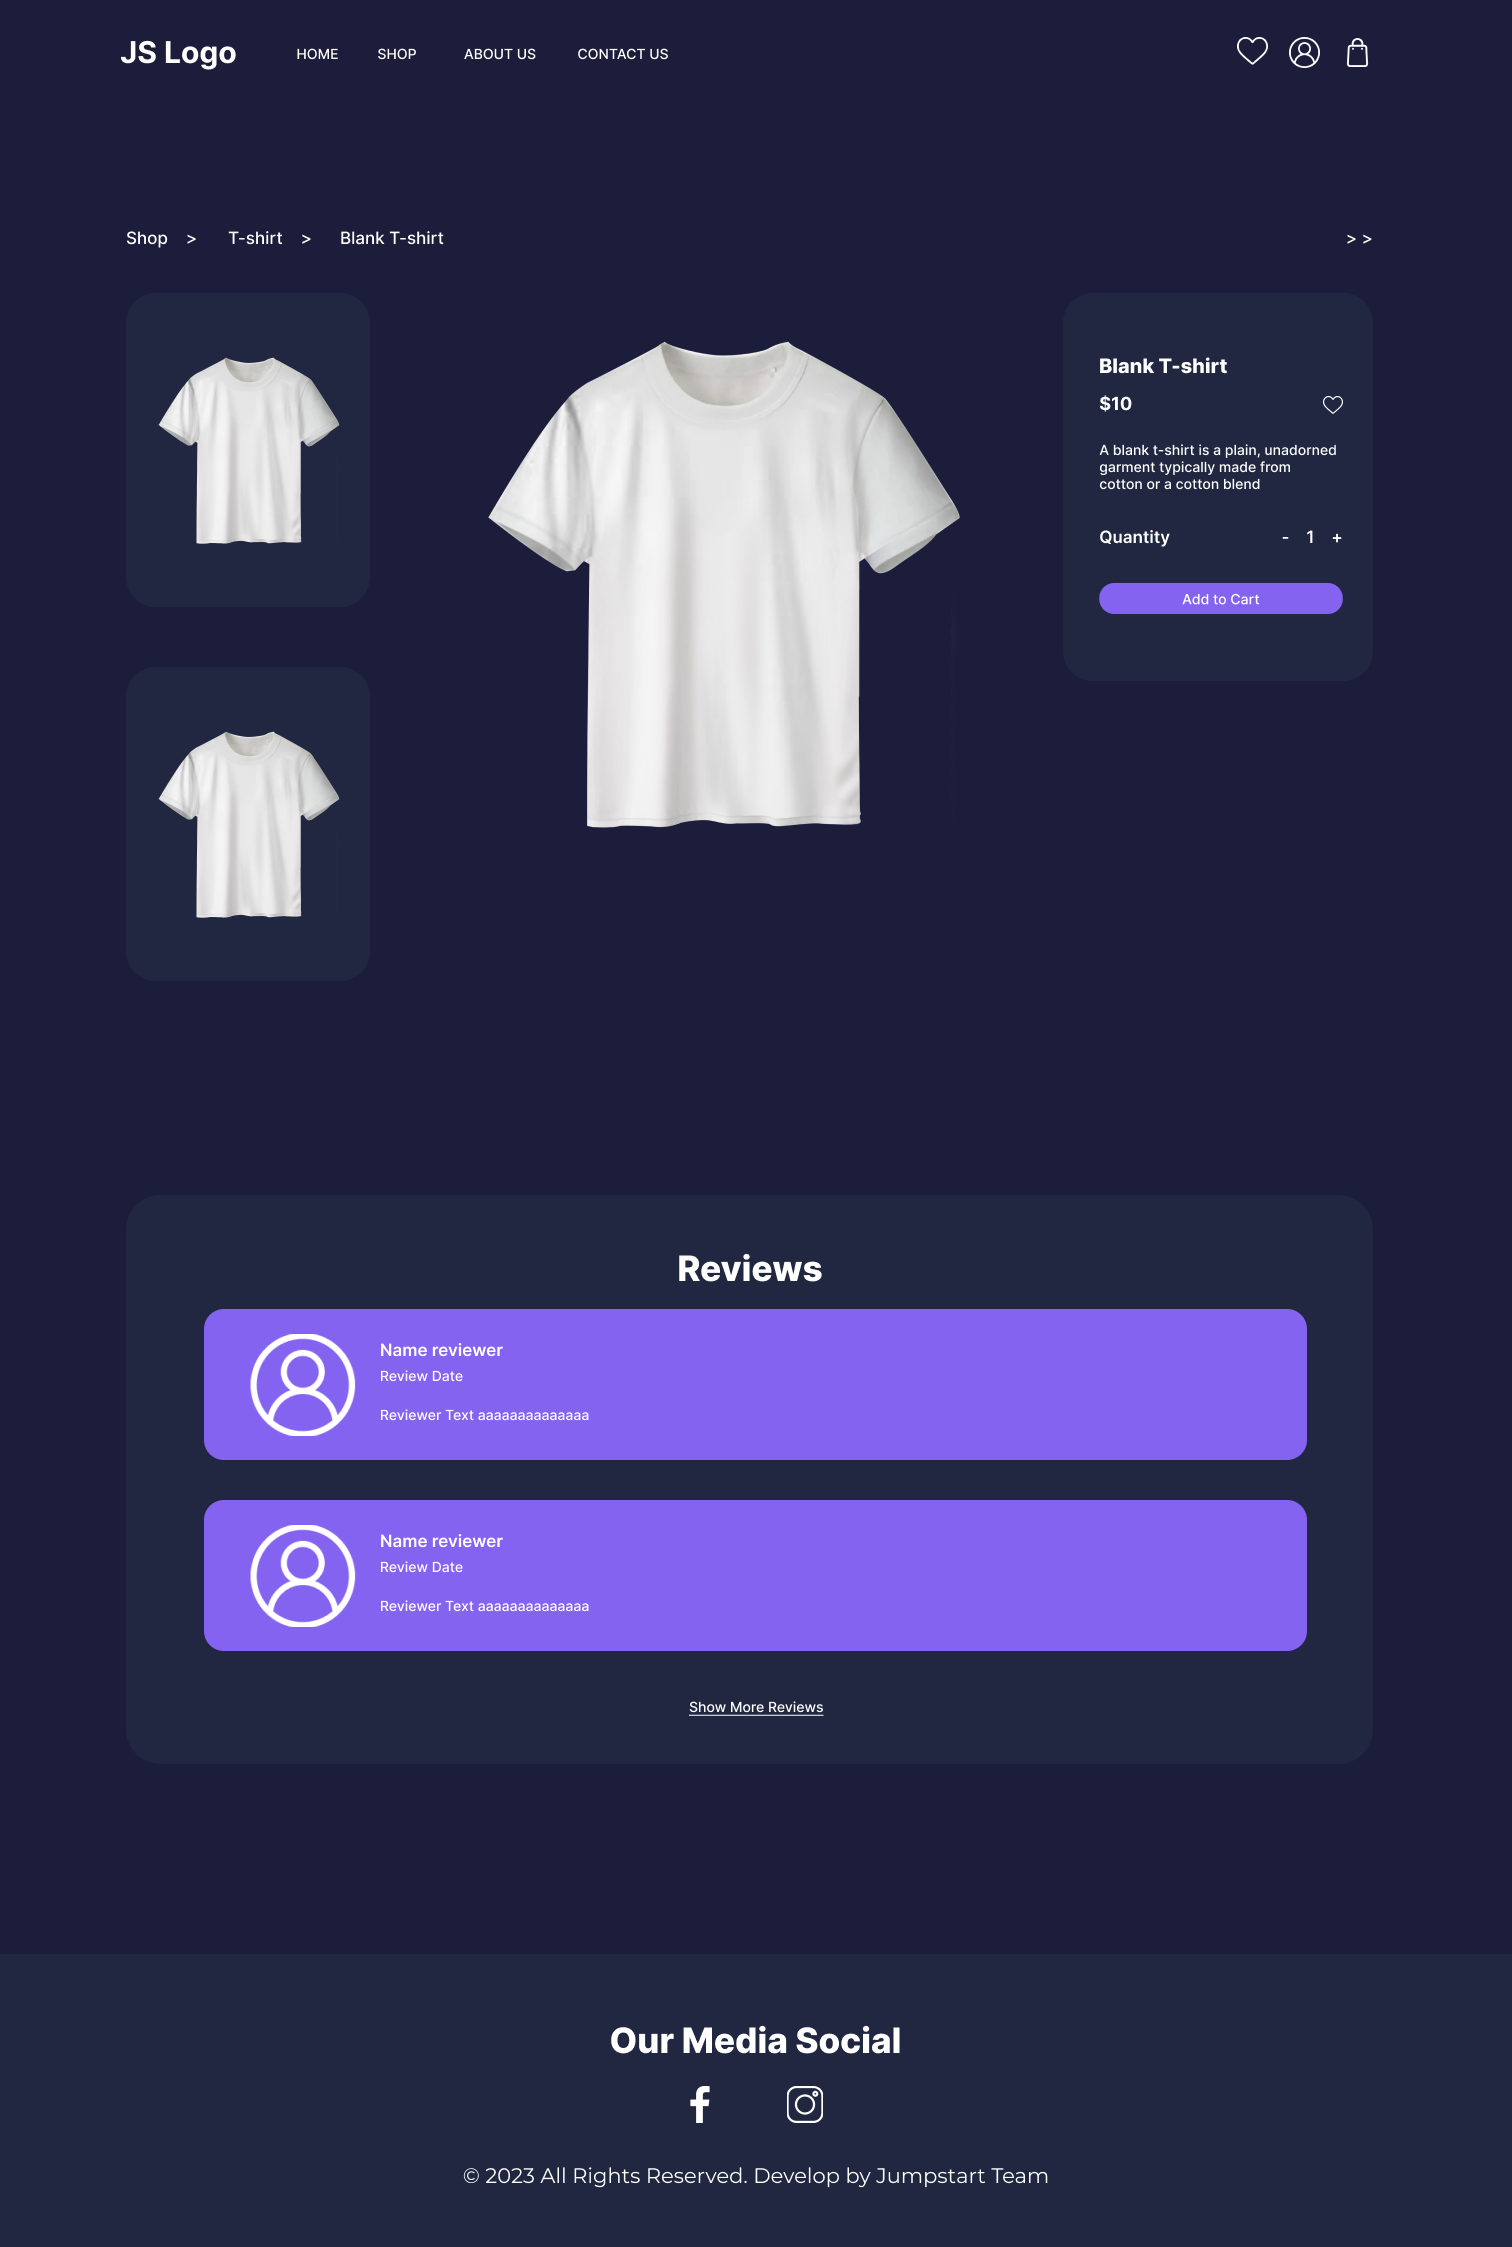 JS Logo HOME SHOP ABOUT US CONTACT US
Shop > T-shirt > Blank T-shirt > >
Blank T-shirt
$10
A blank t-shirt is a plain, unadorned
garment typically made from
cotton or a cotton blend
Quantity - 1 +
Add to Cart
Reviews
Name reviewer
Review Date
Reviewer Text aaaaaaaaaaaaaa
Name reviewer
Review Date
Reviewer Text aaaaaaaaaaaaaa
Show More Reviews
Our Media Social
© 2023 All Rights Reserved. Develop by Jumpstart Team